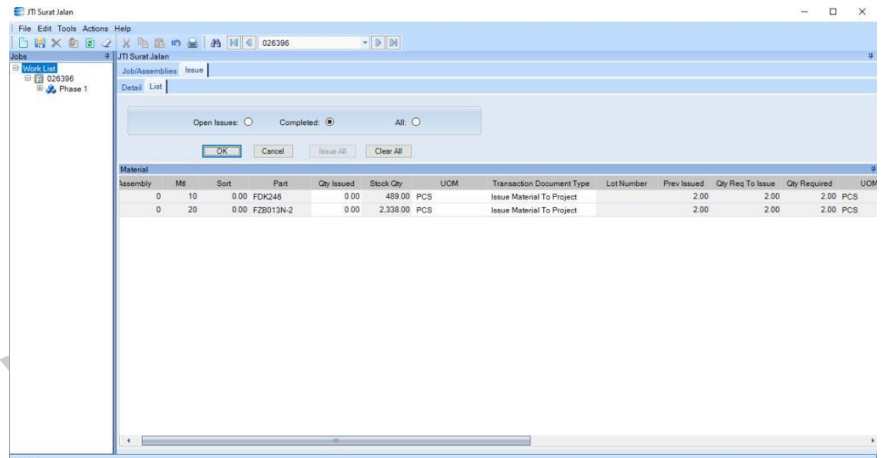 JTI Surat Jalan
File Edit Tools Actions Help
026396
Jobs
JTI Surat Jalan
Work List
026396
Phase 1
Job/Assemblies Issue
Detail List
Open Issues: Completed: All:
OK Cancel Issue All Clear All
Material
Assembly Mtl Sort Part Qty Issued Stock Qty UOM Transaction Document Type Lot Number Prev Issued Qty Req To Issue Qty Required UOM
0 10 0.00 FDK246 0.00 489.00 PCS Issue Material To Project 2.00 2.00 2.00 PCS
0 20 0.00 FZB013N-2 0.00 2,338.00 PCS Issue Material To Project 2.00 2.00 2.00 PCS